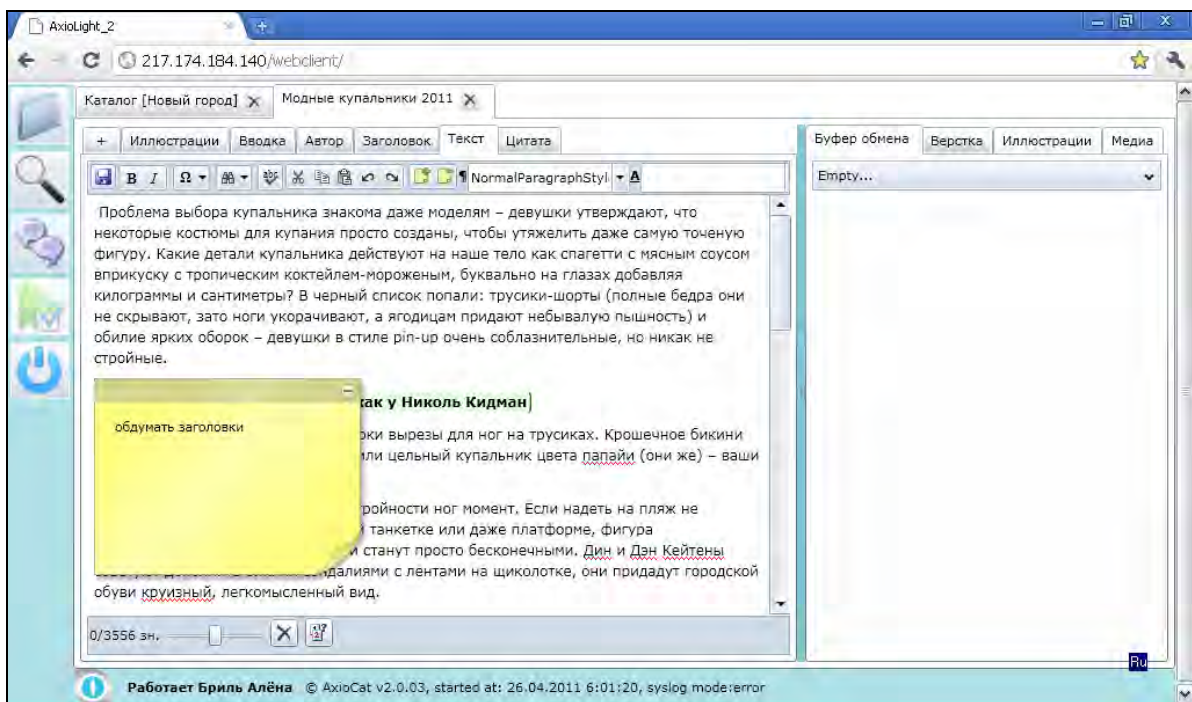 AxioLight_2
217.174.184.140/webclient/
Каталог [Новый город]
Модные купальники 2011
+ Иллюстрации Вводка Автор Заголовок Текст Цитата
Буфер обмена Верстка Иллюстрации Медиа
B I Ω ¶ NormalParagraphStyl A
Empty...
Проблема выбора купальника знакома даже моделям – девушки утверждают, что
некоторые костюмы для купания просто созданы, чтобы утяжелить даже самую точеную
фигуру. Какие детали купальника действуют на наше тело как спагетти с мясным соусом
вприкуску с тропическим коктейлем-мороженым, буквально на глазах добавляя
килограммы и сантиметры? В черный список попали: трусики-шорты (полные бедра они
не скрывают, зато ноги укорачивают, а ягодицам придают небывалую пышность) и
обилие ярких оборок – девушки в стиле pin-up очень соблазнительные, но никак не
стройные.
как у Николь Кидман
обдумать заголовки
вырезы для ног на трусиках. Крошечное бикини
или цельный купальник цвета папайи (они же) – ваши
ног момент. Если надеть на пляж не
танкетке или даже платформе, фигура
станут просто бесконечными. Дин и Дэн Кейтены
с лентами на щиколотке, они придадут городской
обуви круизный, легкомысленный вид.
0/3556 зн.
Ru
Работает Бриль Алёна © AxioCat v2.0.03, started at: 26.04.2011 6:01:20, syslog mode:error